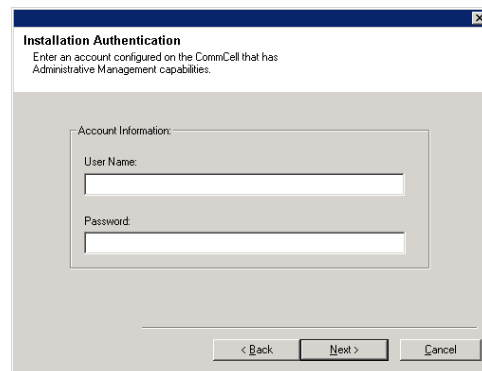 Installation Authentication
Enter an account configured on the CommCell that has
Administrative Management capabilities.
Account Information:
User Name:
Password:
< Back
Next >
Cancel